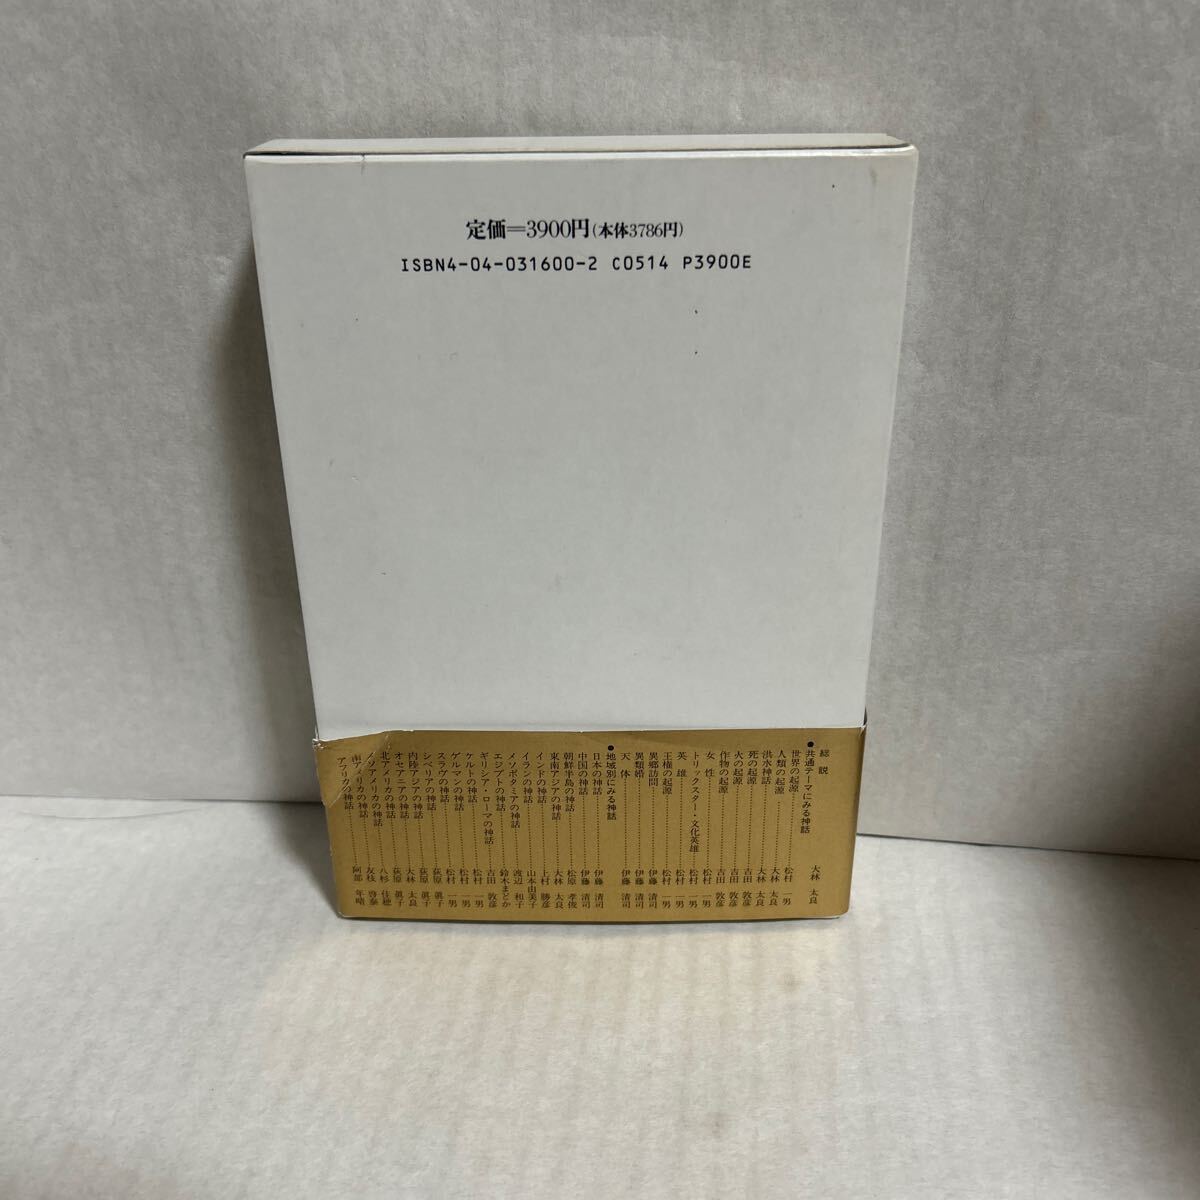 定価＝3900円（本体3786円）
ISBN4-04-031600-2 C0514 P3900E
総説………大林 太良
●共通テーマにみる神話
世界の起源………松村 一男
人類の起源………大林 太良
洪水神話………大林 太良
死の起源………吉田 敦彦
火の起源………吉田 敦彦
作物の起源………吉田 敦彦
女性………松村 一男
トリックスター・文化英雄………松村 一男
英雄………松村 一男
王権の起源………松村 一男
異郷訪問………伊藤 清司
異類婚………伊藤 清司
天体………伊藤 清司
●地域別にみる神話
日本の神話………伊藤 清司
中国の神話………伊藤 清司
朝鮮半島の神話………松原 孝俊
東南アジアの神話………大林 太良
インドの神話………上村 勝彦
イランの神話………山本由美子
メソポタミアの神話………渡辺 和子
エジプトの神話………鈴木まどか
ギリシア・ローマの神話………吉田 敦彦
ケルトの神話………松村 一男
ゲルマンの神話………松村 一男
スラヴの神話………松村 一男
シベリアの神話………荻原 眞子
内陸アジアの神話………荻原 眞子
オセアニアの神話………大林 太良
北アメリカの神話………荻原 眞子
メソアメリカの神話………八杉 佳穂
南アメリカの神話………友枝 啓泰
アフリカの神話………阿部 年晴